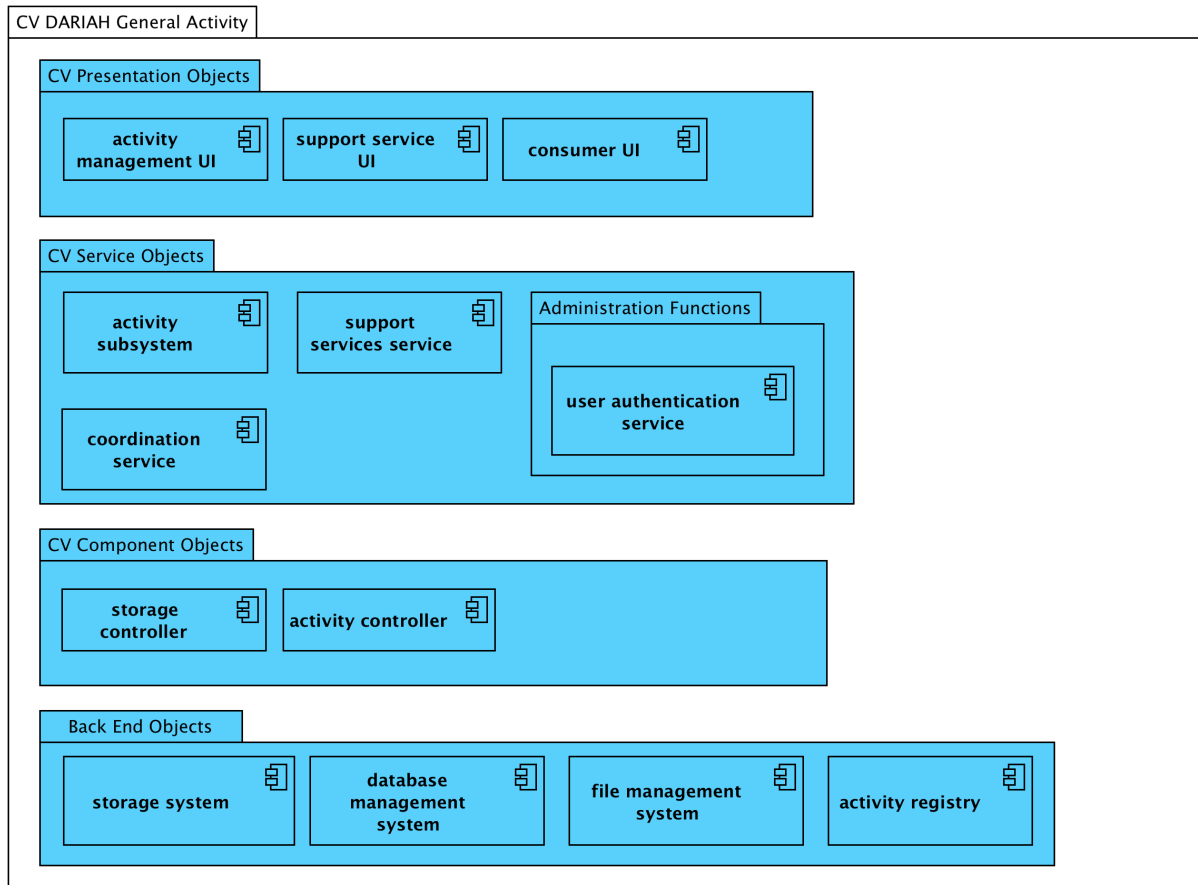 CV DARIAH General Activity
CV Presentation Objects
activity
management UI
support service
UI
consumer UI
CV Service Objects
activity
subsystem
support
services service
Administration Functions
user authentication
service
coordination
service
CV Component Objects
storage
controller
activity controller
Back End Objects
storage system
database
management
system
file management
system
activity registry